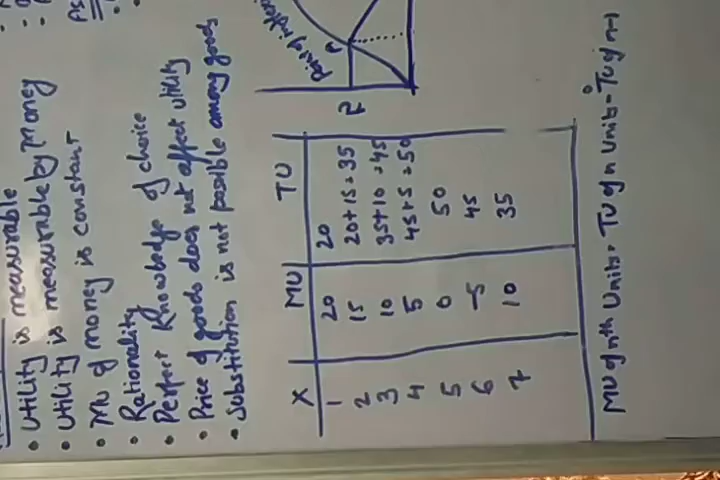 • Utility is measurable
• Utility is measurable by money
• MU of money is constant
• Rationality
• Perfect Knowledge of choice
• Price of goods does not affect utility
• Substitution is not possible among goods
X MU TU
1 20 20
2 15 20+15=35
3 10 35+10=45
4 5 45+5=50
5 0 50
6 -5 45
7 10 35
MU of nth Units = TU of n Units - TU of n-1